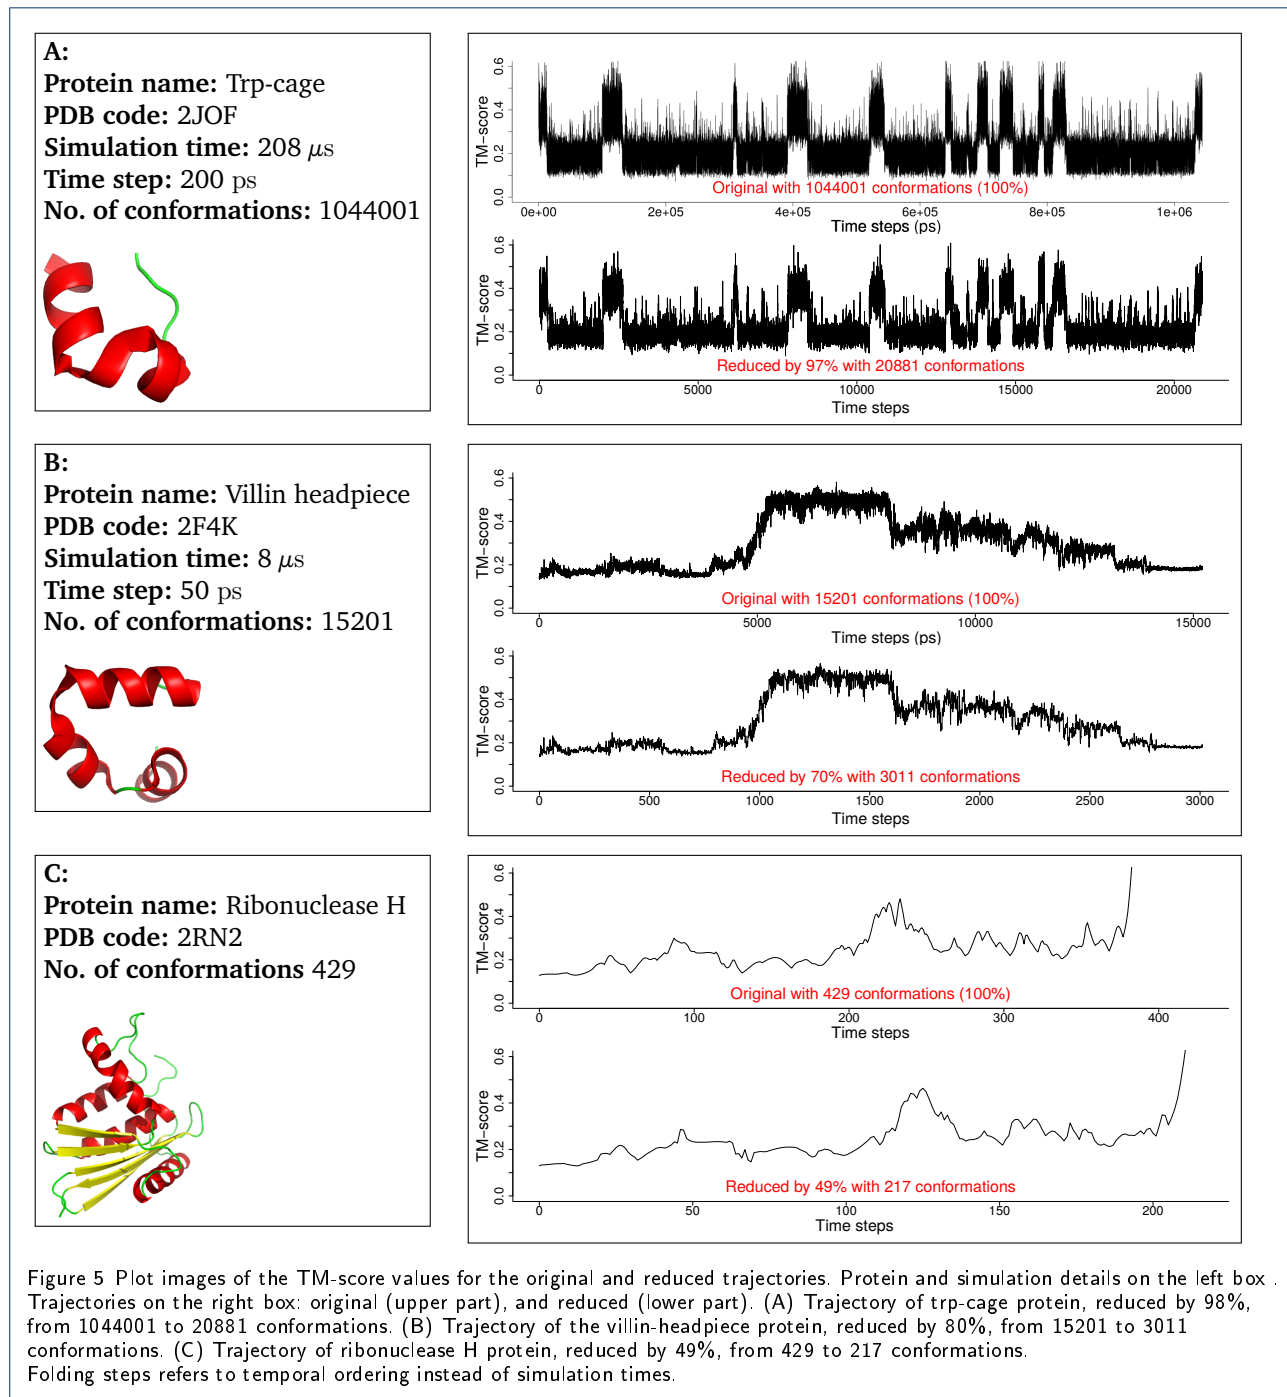 A:
Protein name: Trp-cage
PDB code: 2JOF
Simulation time: 208 μs
Time step: 200 ps
No. of conformations: 1044001
TM−score
0.0 0.2 0.4 0.6
Original with 1044001 conformations (100%)
0e+00 2e+05 4e+05 6e+05 8e+05 1e+06
Time steps (ps)
TM−score
0.0 0.2 0.4 0.6
Reduced by 97% with 20881 conformations
0 5000 10000 15000 20000
Time steps
B:
Protein name: Villin headpiece
PDB code: 2F4K
Simulation time: 8 μs
Time step: 50 ps
No. of conformations: 15201
TM−score
0.0 0.2 0.4 0.6
Original with 15201 conformations (100%)
0 5000 10000 15000
Time steps (ps)
TM−score
0.0 0.2 0.4 0.6
Reduced by 70% with 3011 conformations
0 500 1000 1500 2000 2500 3000
Time steps
C:
Protein name: Ribonuclease H
PDB code: 2RN2
No. of conformations 429
TM−score
0.0 0.2 0.4 0.6
Original with 429 conformations (100%)
0 100 200 300 400
Time steps
TM−score
0.0 0.2 0.4 0.6
Reduced by 49% with 217 conformations
0 50 100 150 200
Time steps
Figure 5 Plot images of the TM-score values for the original and reduced trajectories. Protein and simulation details on the left box .
Trajectories on the right box: original (upper part), and reduced (lower part). (A) Trajectory of trp-cage protein, reduced by 98%,
from 1044001 to 20881 conformations. (B) Trajectory of the villin-headpiece protein, reduced by 80%, from 15201 to 3011
conformations. (C) Trajectory of ribonuclease H protein, reduced by 49%, from 429 to 217 conformations.
Folding steps refers to temporal ordering instead of simulation times.